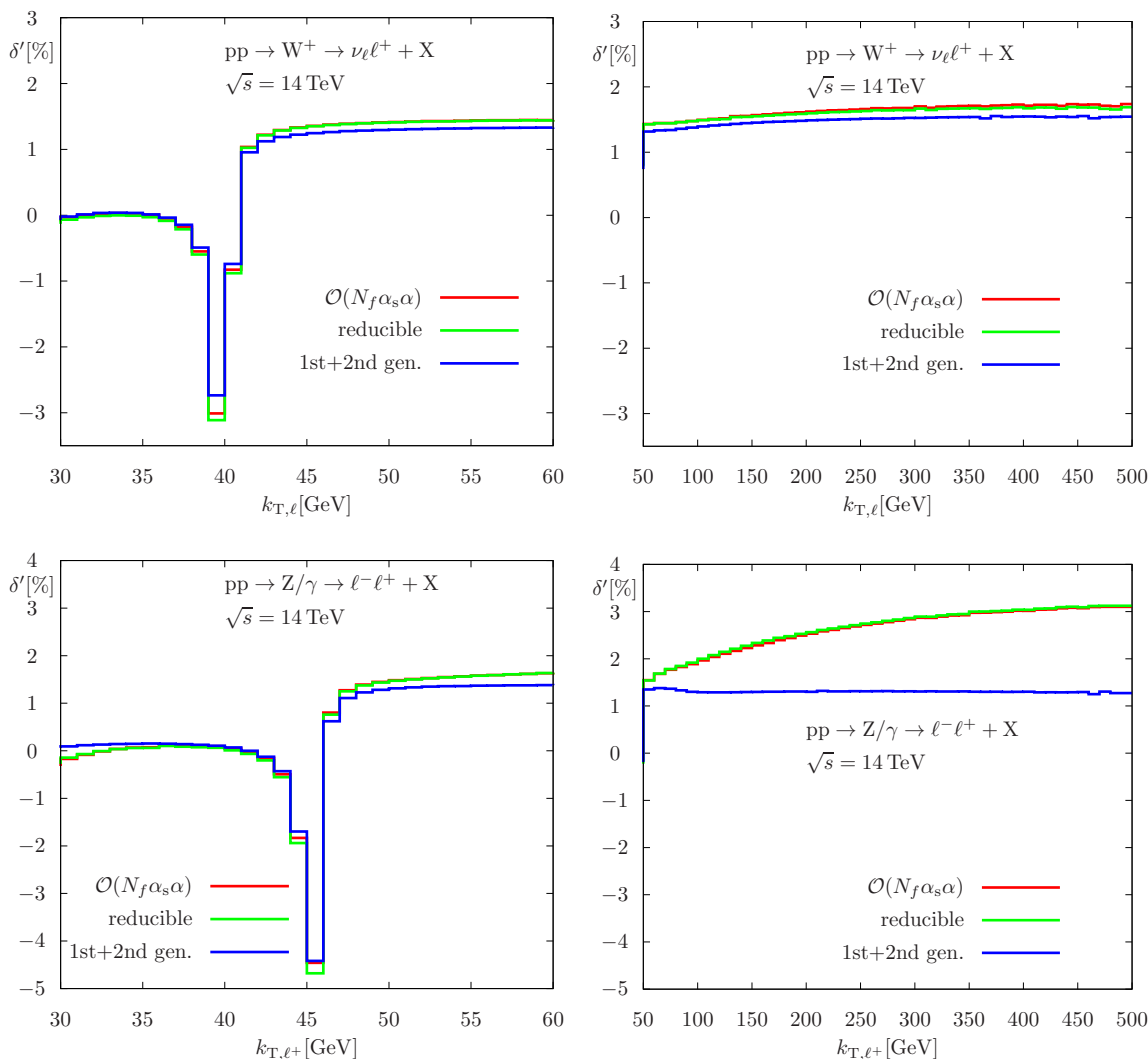 δ′[%]
pp → W⁺ → ν_ℓ ℓ⁺ + X
√s = 14 TeV
3
2
1
0
−1
−2
−3
O(N_f α_s α)
reducible
1st+2nd gen.
30 35 40 45 50 55 60
k_T,ℓ[GeV]
δ′[%]
pp → W⁺ → ν_ℓ ℓ⁺ + X
√s = 14 TeV
3
2
1
0
−1
−2
−3
O(N_f α_s α)
reducible
1st+2nd gen.
50 100 150 200 250 300 350 400 450 500
k_T,ℓ[GeV]
δ′[%]
pp → Z/γ → ℓ⁻ℓ⁺ + X
√s = 14 TeV
4
3
2
1
0
−1
−2
−3
−4
−5
O(N_f α_s α)
reducible
1st+2nd gen.
30 35 40 45 50 55 60
k_T,ℓ⁺[GeV]
δ′[%]
4
3
2
1
0
−1
−2
−3
−4
−5
pp → Z/γ → ℓ⁻ℓ⁺ + X
√s = 14 TeV
O(N_f α_s α)
reducible
1st+2nd gen.
50 100 150 200 250 300 350 400 450 500
k_T,ℓ⁺[GeV]